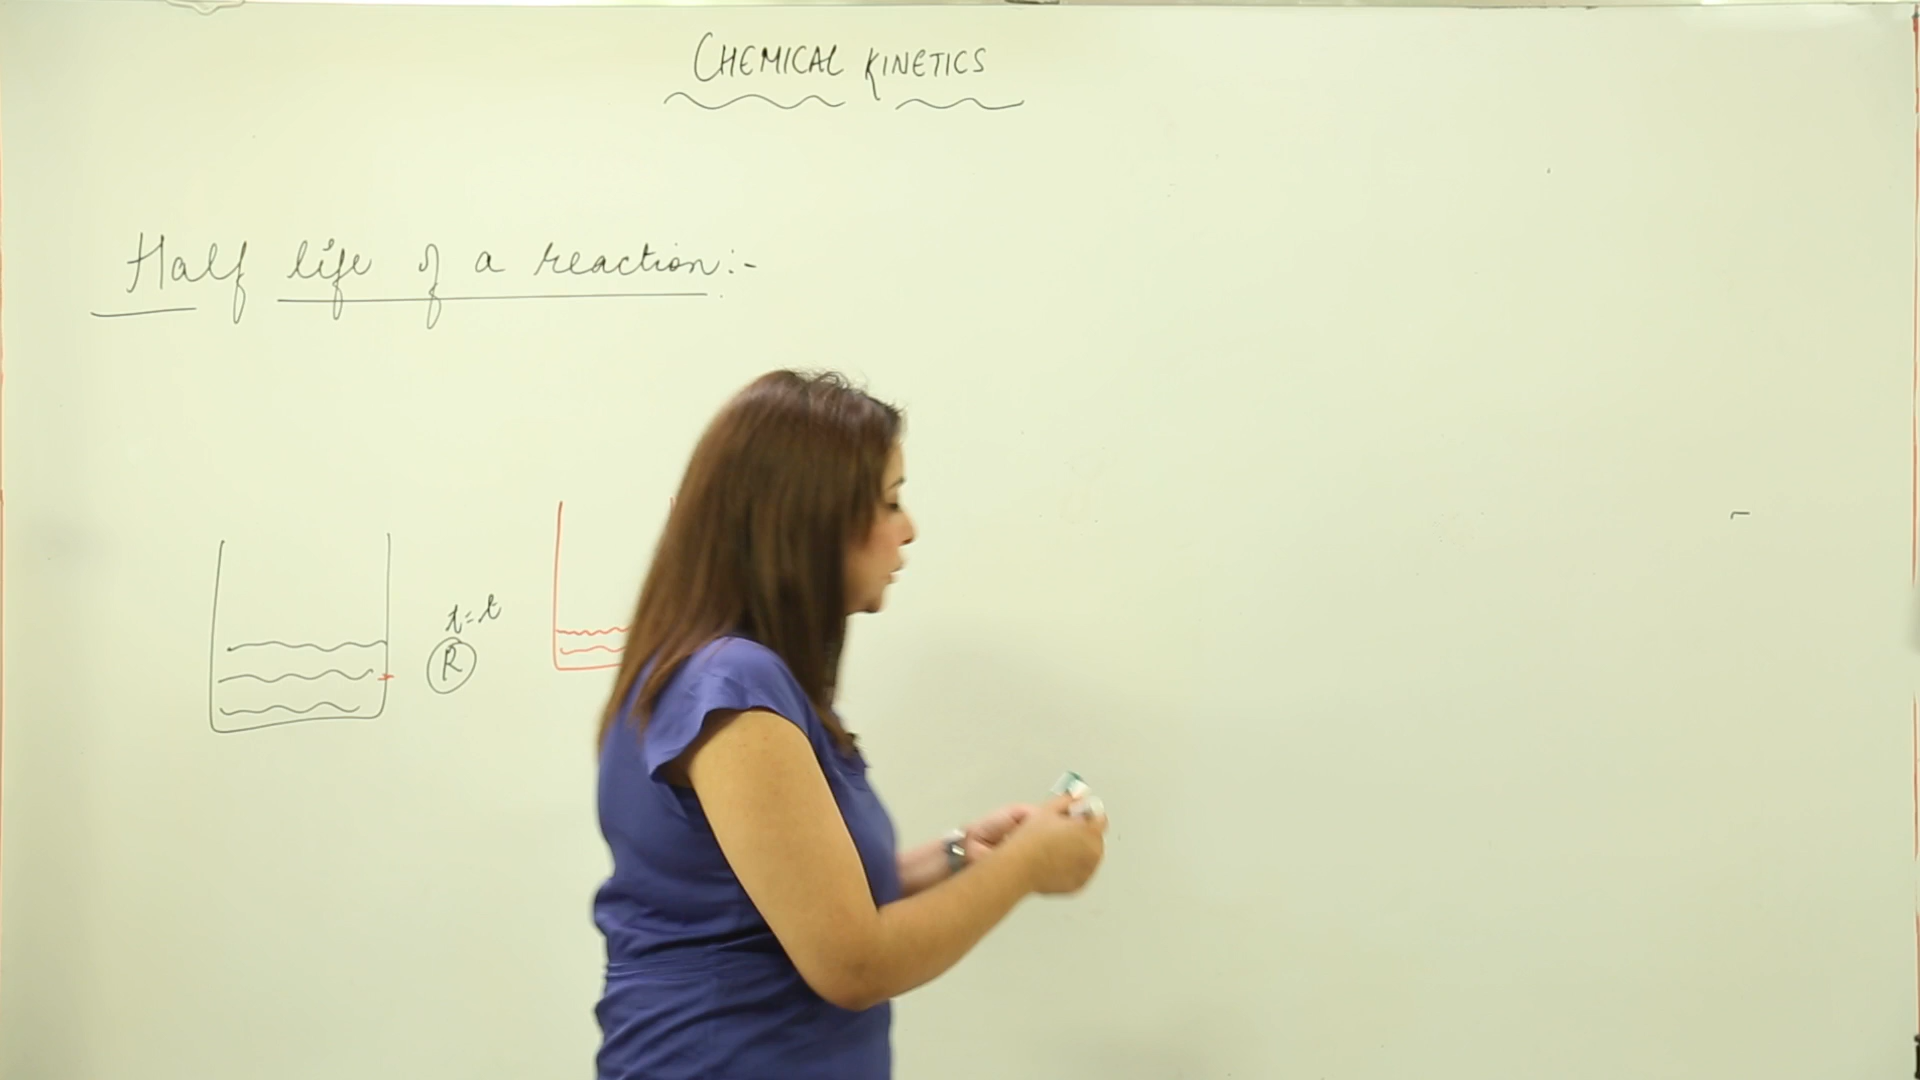 CHEMICAL KINETICS
Half life of a reaction:-
t=t
R